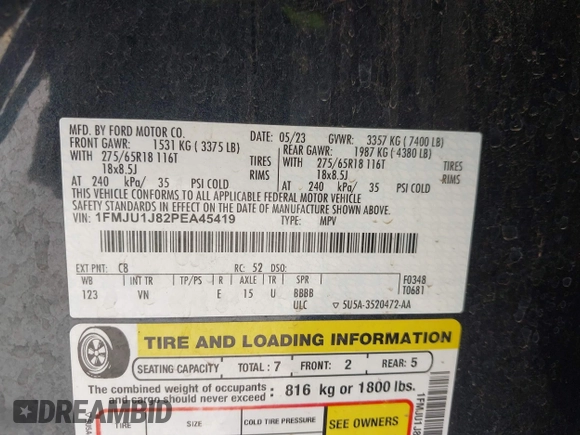 MFD. BY FORD MOTOR CO.
DATE: 05/23 GVWR: 3357 KG ( 7400 LB)
FRONT GAWR: 1531 KG ( 3375 LB) REAR GAWR: 1987 KG ( 4380 LB)
WITH 275/65R18 116T TIRES WITH 275/65R18 116T TIRES
18x8.5J RIMS 18x8.5J RIMS
AT 240 kPa/ 35 PSI COLD AT 240 kPa/ 35 PSI COLD
THIS VEHICLE CONFORMS TO ALL APPLICABLE FEDERAL MOTOR VEHICLE
SAFETY STANDARDS IN EFFECT ON THE DATE OF MANUFACTURE SHOWN ABOVE.
VIN: 1FMJU1J82PEA45419 TYPE: MPV
EXT PNT: C8 RC: 52 DSO:
WB INT TR TP/PS R AXLE TR SPR F0348
123 VN E 15 U BBBB T0681
ULC 5U5A-3520472-AA
TIRE AND LOADING INFORMATION
SEATING CAPACITY TOTAL : 7 FRONT: 2 REAR: 5
The combined weight of occupants and cargo should never exceed : 816 kg or 1800 lbs.
TIRE SIZE COLD TIRE PRESSURE SEE OWNERS
DREAMBID